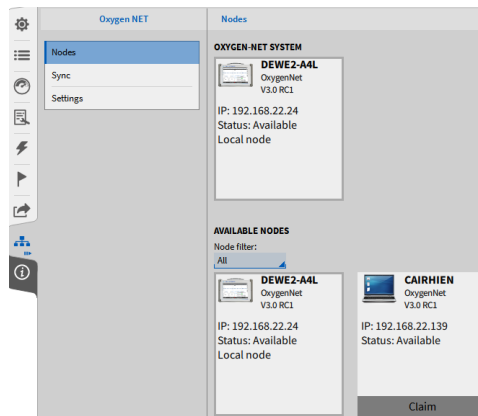 Oxygen NET
Nodes
Nodes
Sync
Settings
OXYGEN-NET SYSTEM
DEWE2-A4L
OxygenNet
V3.0 RC1
IP: 192.168.22.24
Status: Available
Local node
AVAILABLE NODES
Node filter:
All
DEWE2-A4L
OxygenNet
V3.0 RC1
IP: 192.168.22.24
Status: Available
Local node
CAIRHIEN
OxygenNet
V3.0 RC1
IP: 192.168.22.139
Status: Available
Claim